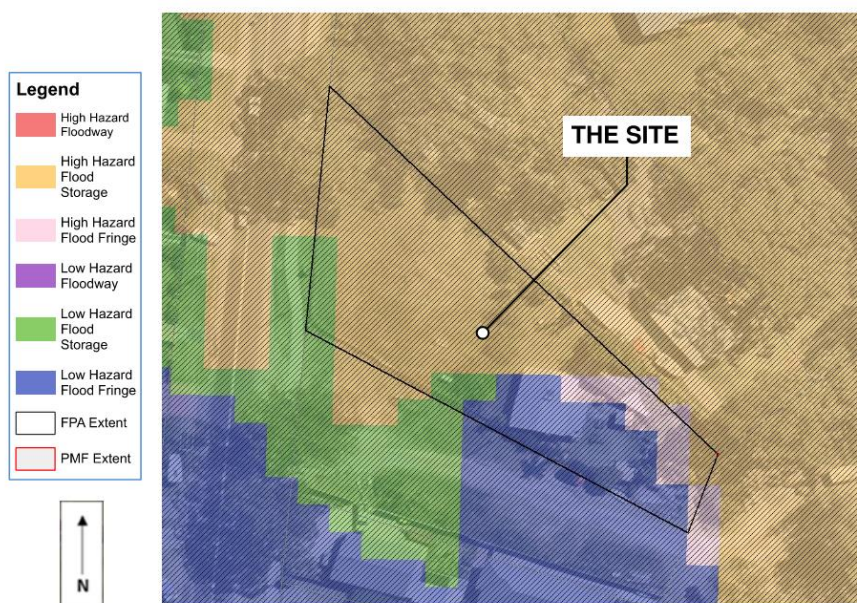 Legend
High Hazard
Floodway
High Hazard
Flood
Storage
High Hazard
Flood Fringe
Low Hazard
Floodway
Low Hazard
Flood
Storage
Low Hazard
Flood Fringe
FPA Extent
PMF Extent
N
THE SITE